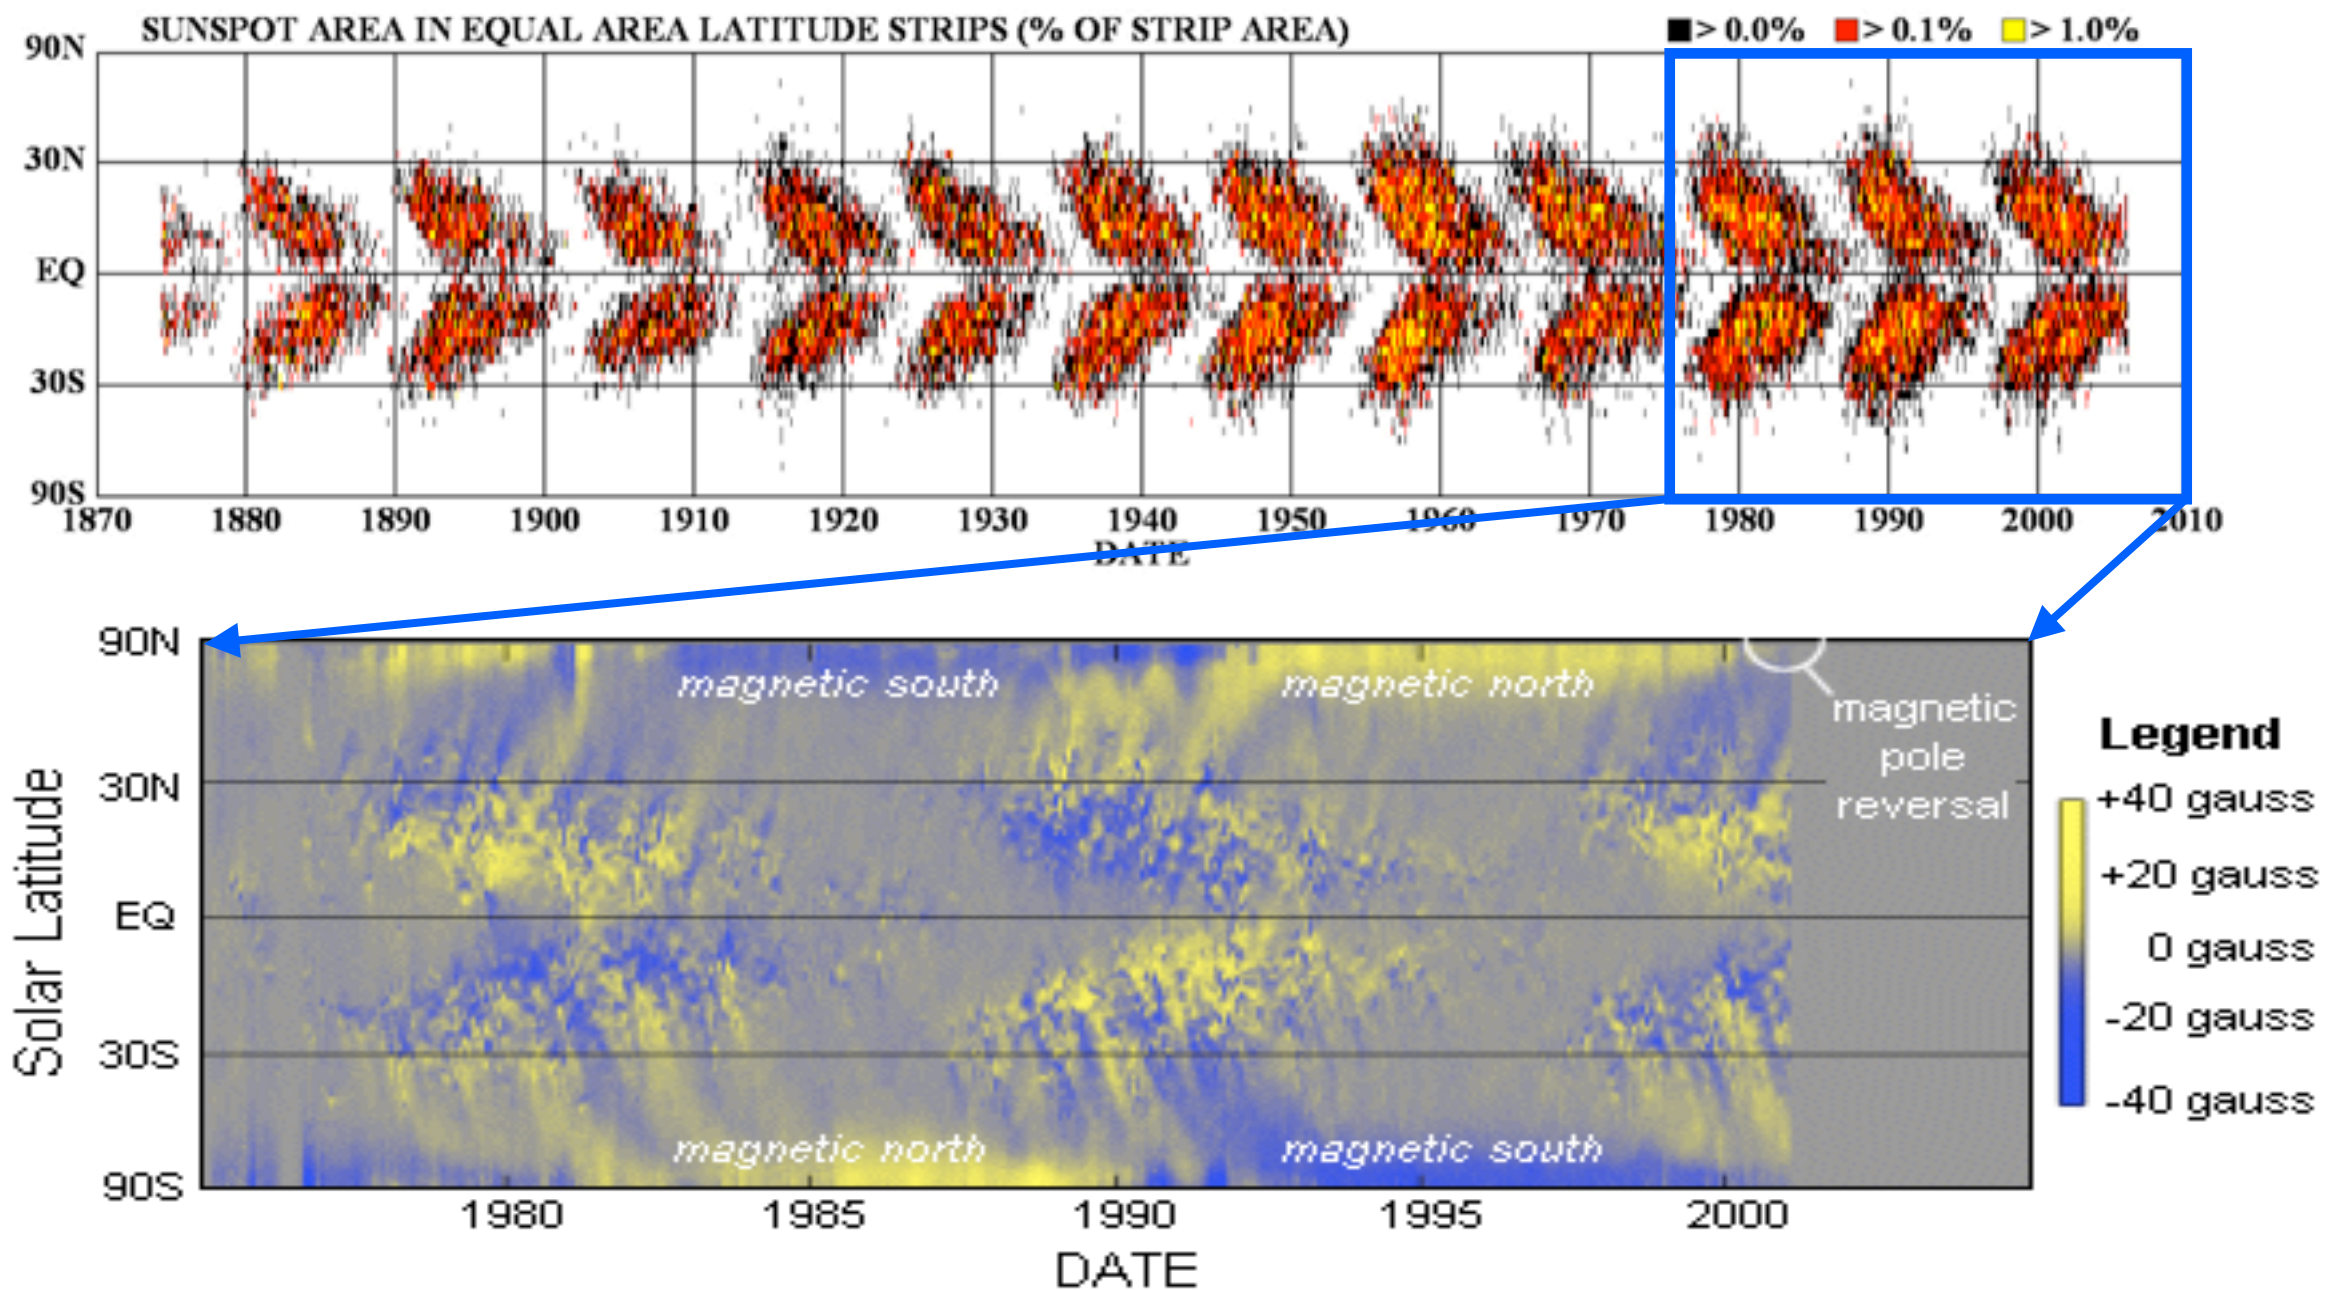 SUNSPOT AREA IN EQUAL AREA LATITUDE STRIPS (% OF STRIP AREA)
> 0.0% > 0.1% > 1.0%
90N
30N
EQ
30S
90S
1870 1880 1890 1900 1910 1920 1930 1940 1950 1960 1970 1980 1990 2000 2010
DATE
90N
30N
EQ
30S
90S
Solar Latitude
magnetic south
magnetic north
magnetic
pole
reversal
magnetic north
magnetic south
1980 1985 1990 1995 2000
DATE
Legend
+40 gauss
+20 gauss
0 gauss
-20 gauss
-40 gauss